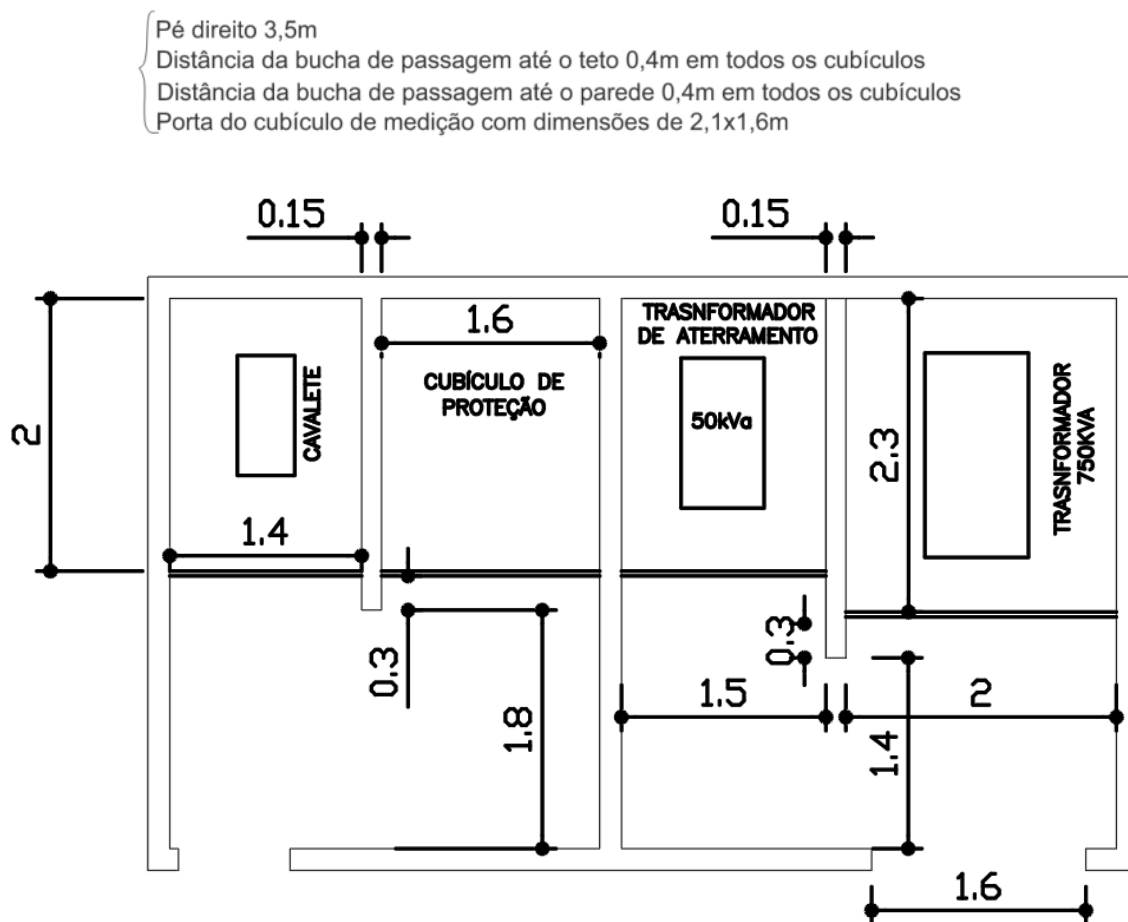 Pé direito 3,5m
Distância da bucha de passagem até o teto 0,4m em todos os cubículos
Distância da bucha de passagem até o parede 0,4m em todos os cubículos
Porta do cubículo de medição com dimensões de 2,1x1,6m
0.15
0.15
1.6
TRASNFORMADOR
DE ATERRAMENTO
CUBÍCULO DE
PROTEÇÃO
CAVALETE
50kVa
TRASNFORMADOR
750KVA
2
2.3
1.4
0.3
0.3
1.8
1.5
2
1.4
1.6